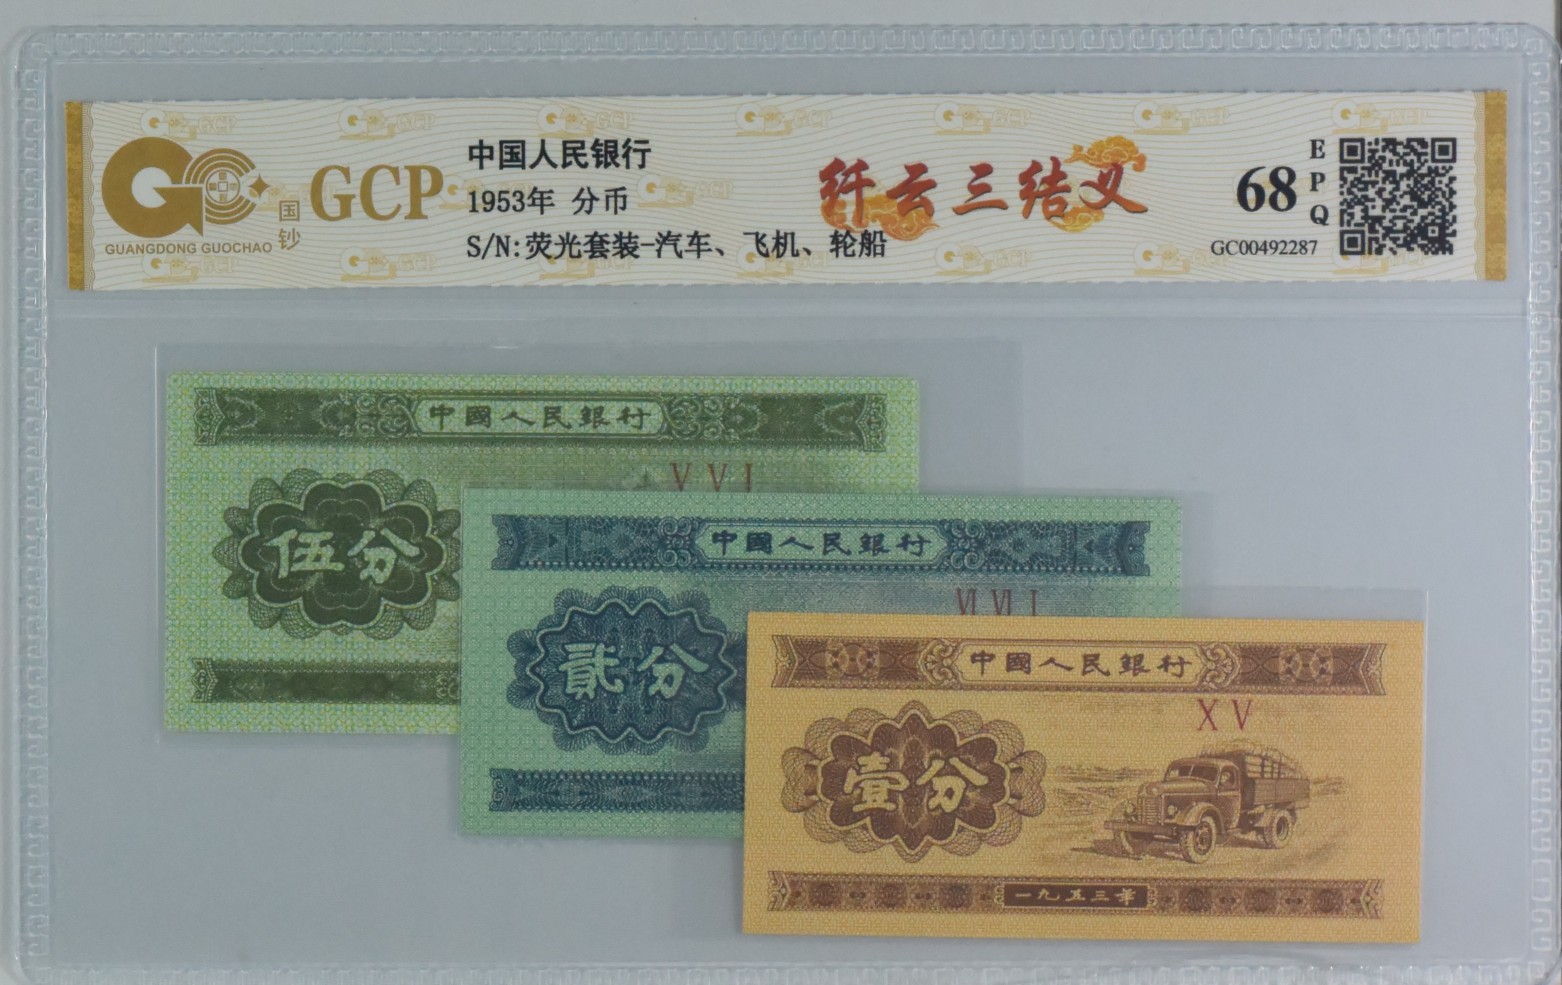 GCP
国钞
GUANGDONG GUOCHAO
中国人民银行
1953年 分币
S/N:荧光套装-汽车、飞机、轮船
纤云三结义
68
EPQ
GC00492287
中國人民銀行
V V I
伍分
中國人民銀行
VI VI I
貳分
中國人民銀行
X V
壹分
一九五三年